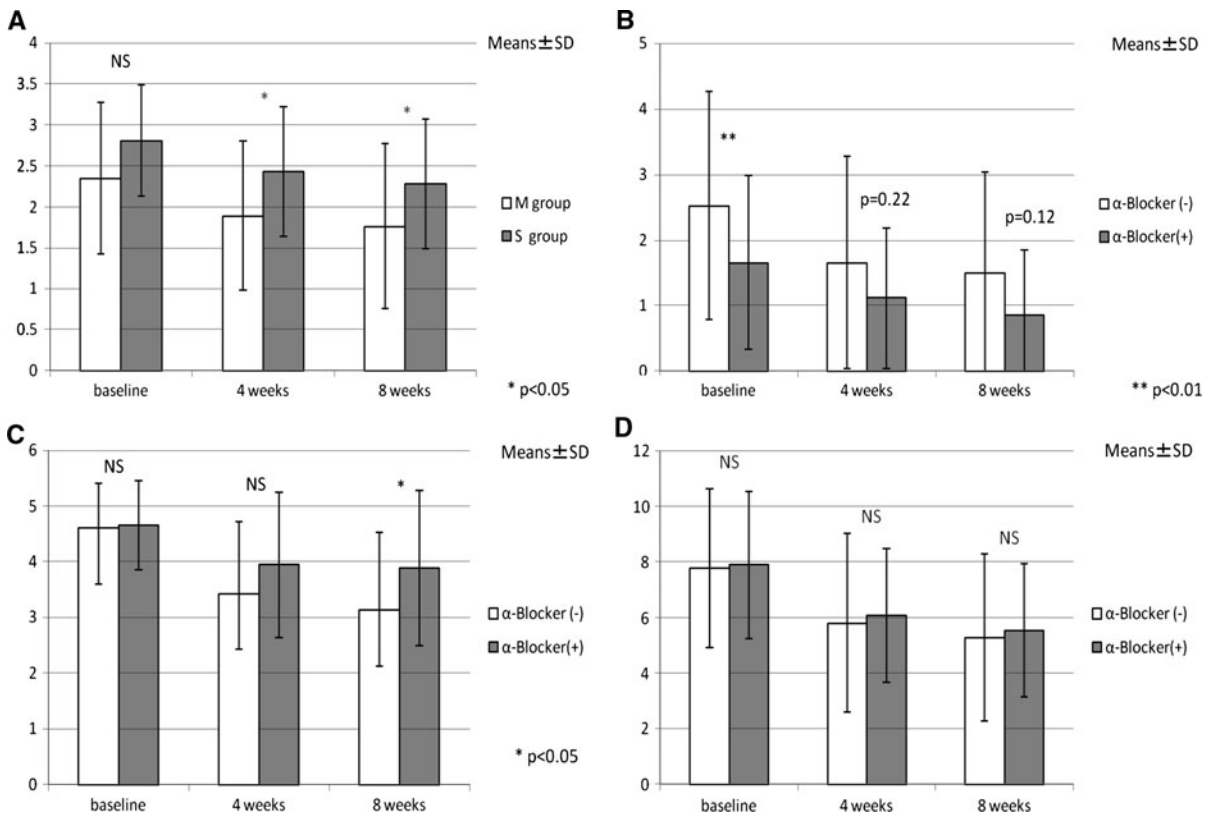 A
Means±SD
4
3.5
3
2.5
2
1.5
1
0.5
0
NS
*
*
M group
S group
baseline
4 weeks
8 weeks
* p<0.05
B
Means±SD
5
4
3
2
1
0
**
p=0.22
p=0.12
α-Blocker (-)
α-Blocker(+)
baseline
4 weeks
8 weeks
** p<0.01
C
Means±SD
6
5
4
3
2
1
0
NS
NS
*
α-Blocker (-)
α-Blocker(+)
baseline
4 weeks
8 weeks
* p<0.05
D
Means±SD
12
10
8
6
4
2
0
NS
NS
NS
α-Blocker (-)
α-Blocker(+)
baseline
4 weeks
8 weeks